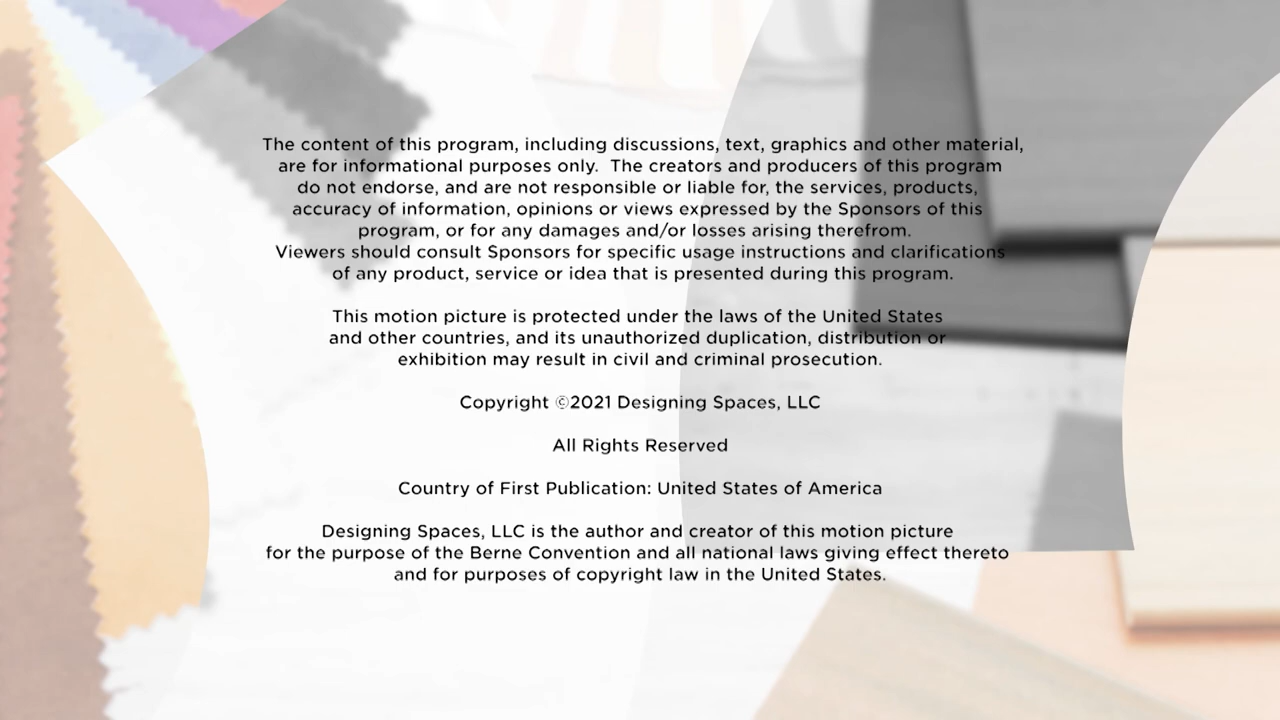 The content of this program, including discussions, text, graphics and other material,
are for informational purposes only.  The creators and producers of this program
do not endorse, and are not responsible or liable for, the services, products,
accuracy of information, opinions or views expressed by the Sponsors of this
program, or for any damages and/or losses arising therefrom.
Viewers should consult Sponsors for specific usage instructions and clarifications
of any product, service or idea that is presented during this program.
This motion picture is protected under the laws of the United States
and other countries, and its unauthorized duplication, distribution or
exhibition may result in civil and criminal prosecution.
Copyright ©2021 Designing Spaces, LLC
All Rights Reserved
Country of First Publication: United States of America
Designing Spaces, LLC is the author and creator of this motion picture
for the purpose of the Berne Convention and all national laws giving effect thereto
and for purposes of copyright law in the United States.